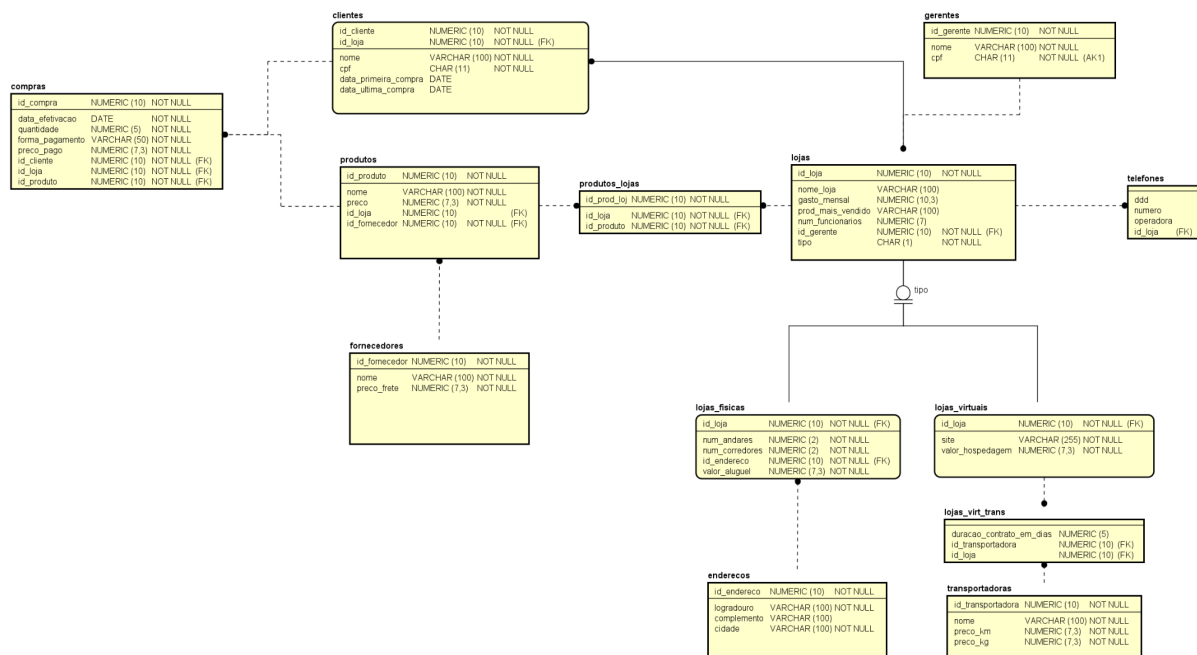 clientes
id_cliente NUMERIC (10) NOT NULL
id_loja NUMERIC (10) NOT NULL (FK)
nome VARCHAR (100) NOT NULL
cpf CHAR (11) NOT NULL
data_primeira_compra DATE
data_ultima_compra DATE
gerentes
id_gerente NUMERIC (10) NOT NULL
nome VARCHAR (100) NOT NULL
cpf CHAR (11) NOT NULL (AK1)
compras
id_compra NUMERIC (10) NOT NULL
data_efetivacao DATE NOT NULL
quantidade NUMERIC (5) NOT NULL
forma_pagamento VARCHAR (50) NOT NULL
preco_pago NUMERIC (7,3) NOT NULL
id_cliente NUMERIC (10) NOT NULL (FK)
id_loja NUMERIC (10) NOT NULL (FK)
id_produto NUMERIC (10) NOT NULL (FK)
produtos
id_produto NUMERIC (10) NOT NULL
nome VARCHAR (100) NOT NULL
preco NUMERIC (7,3) NOT NULL
id_loja NUMERIC (10) (FK)
id_fornecedor NUMERIC (10) NOT NULL (FK)
produtos_lojas
id_prod_loj NUMERIC (10) NOT NULL
id_loja NUMERIC (10) NOT NULL (FK)
id_produto NUMERIC (10) NOT NULL (FK)
lojas
id_loja NUMERIC (10) NOT NULL
nome_loja VARCHAR (100)
gasto_mensal NUMERIC (10,3)
prod_mais_vendido VARCHAR (100)
num_funcionarios NUMERIC (7)
id_gerente NUMERIC (10) NOT NULL (FK)
tipo CHAR (1) NOT NULL
telefones
ddd
numero
operadora
id_loja (FK)
tipo
fornecedores
id_fornecedor NUMERIC (10) NOT NULL
nome VARCHAR (100) NOT NULL
preco_frete NUMERIC (7,3) NOT NULL
lojas_fisicas
id_loja NUMERIC (10) NOT NULL (FK)
num_andares NUMERIC (2) NOT NULL
num_corredores NUMERIC (2) NOT NULL
id_endereco NUMERIC (10) NOT NULL (FK)
valor_aluguel NUMERIC (7,3) NOT NULL
lojas_virtuais
id_loja NUMERIC (10) NOT NULL (FK)
site VARCHAR (255) NOT NULL
valor_hospedagem NUMERIC (7,3) NOT NULL
lojas_virt_trans
duracao_contrato_em_dias NUMERIC (5)
id_transportadora NUMERIC (10) (FK)
id_loja NUMERIC (10) (FK)
enderecos
id_endereco NUMERIC (10) NOT NULL
logradouro VARCHAR (100) NOT NULL
complemento VARCHAR (100)
cidade VARCHAR (100) NOT NULL
transportadoras
id_transportadora NUMERIC (10) NOT NULL
nome VARCHAR (100) NOT NULL
preco_km NUMERIC (7,3) NOT NULL
preco_kg NUMERIC (7,3) NOT NULL